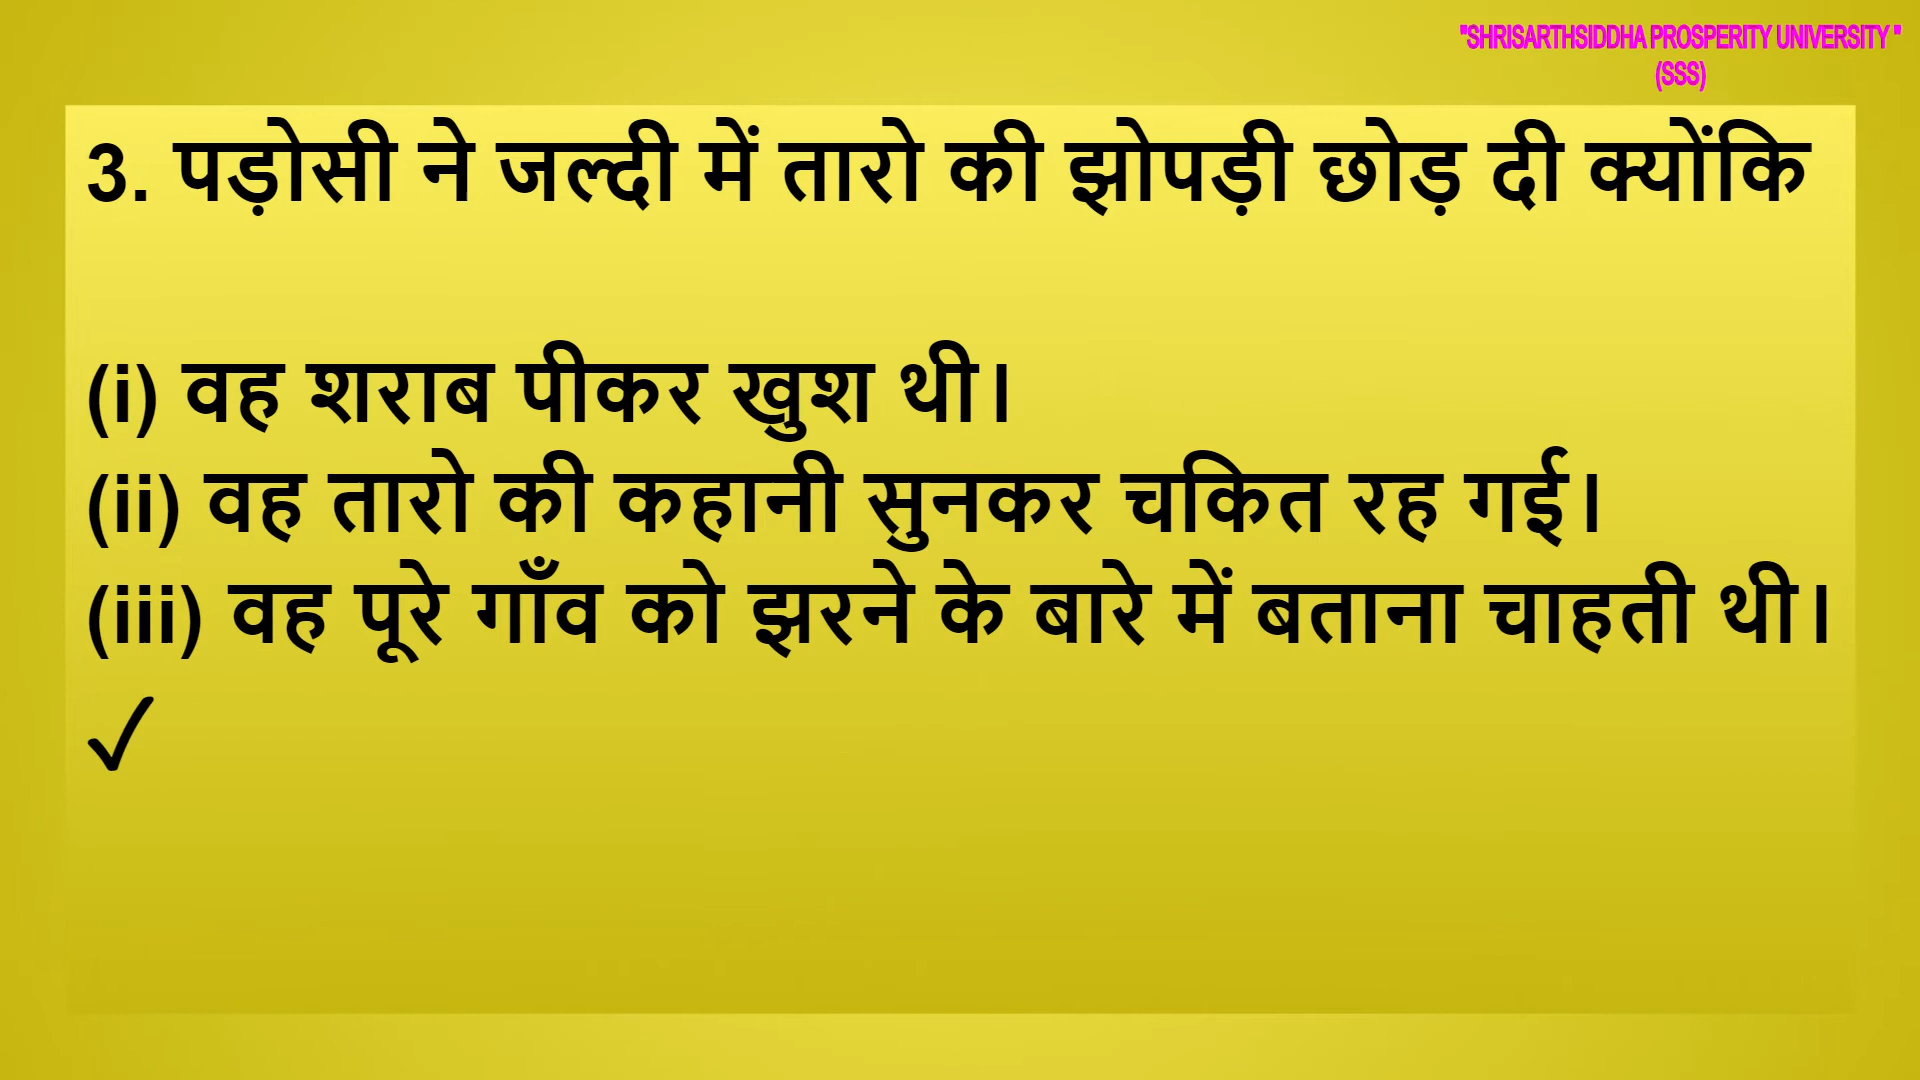 "SHRISARTHSIDDHA PROSPERITY UNIVERSITY "
(SSS)
3. पड़ोसी ने जल्दी में तारो की झोपड़ी छोड़ दी क्योंकि
(i) वह शराब पीकर खुश थी।
(ii) वह तारो की कहानी सुनकर चकित रह गई।
(iii) वह पूरे गाँव को झरने के बारे में बताना चाहती थी।
✓